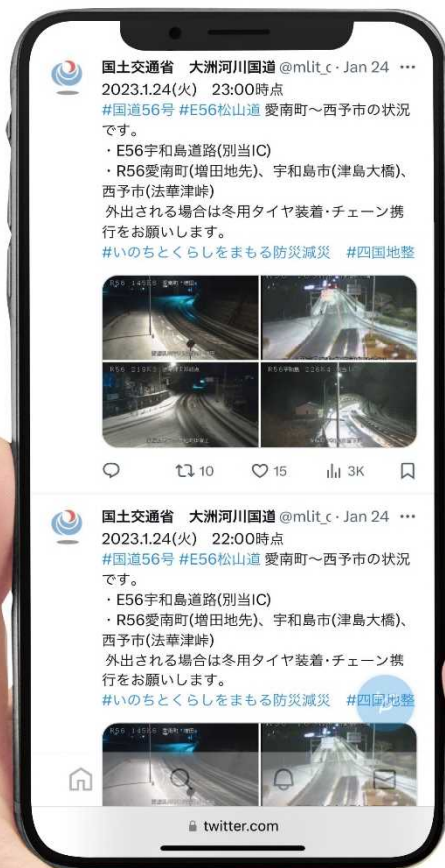 国土交通省 大洲河川国道 @mlit_c · Jan 24 ···
2023.1.24(火) 23:00時点
#国道56号 #E56松山道 愛南町～西予市の状況
です。
・E56宇和島道路(別当IC)
・R56愛南町(増田地先)、宇和島市(津島大橋)、
西予市(法華津峠)
外出される場合は冬用タイヤ装着・チェーン携
行をお願いします。
#いのちとくらしをまもる防災減災 #四国地整
10 15 3K
国土交通省 大洲河川国道 @mlit_c · Jan 24 ···
2023.1.24(火) 22:00時点
#国道56号 #E56松山道 愛南町～西予市の状況
です。
・E56宇和島道路(別当IC)
・R56愛南町(増田地先)、宇和島市(津島大橋)、
西予市(法華津峠)
外出される場合は冬用タイヤ装着・チェーン携
行をお願いします。
#いのちとくらしをまもる防災減災 #四国地整
twitter.com